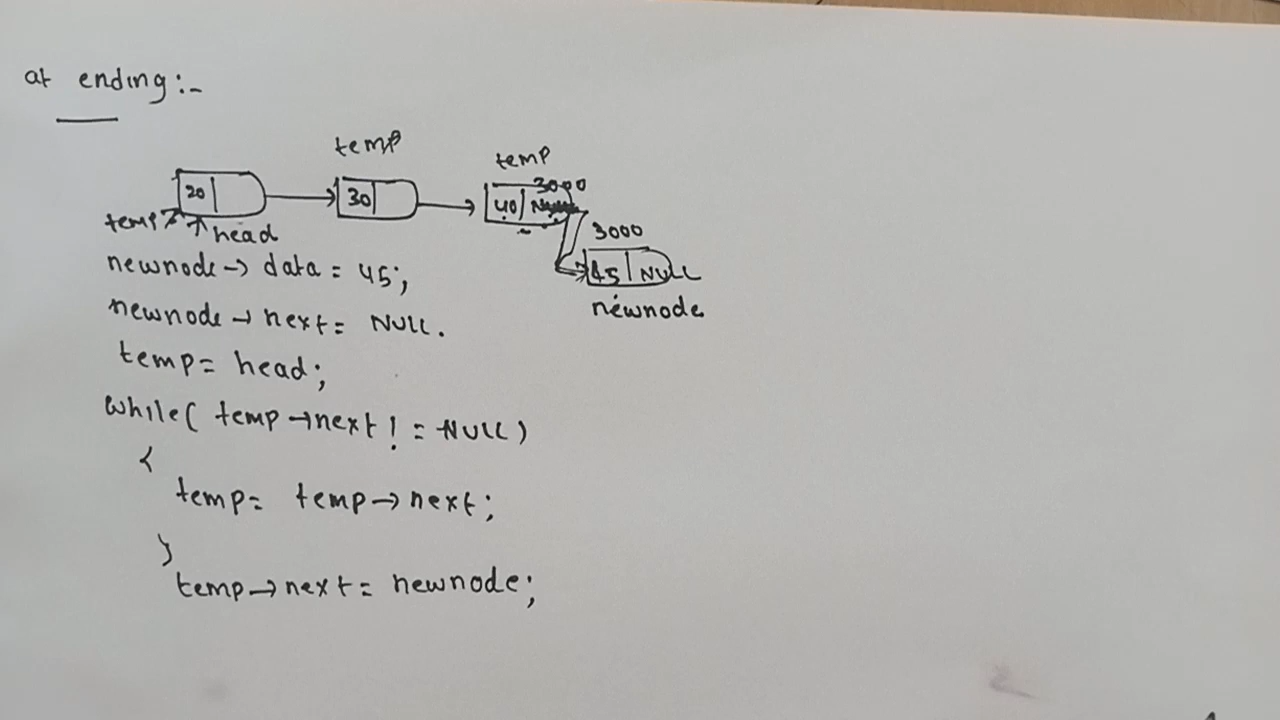 at ending:-
temp
temp
20
30
40
3000
temp
head
3000
45 NULL
newnode
newnode→data = 45;
newnode→next = NULL.
temp = head;
while( temp→next != NULL)
{
temp = temp→next;
}
temp→next = newnode;